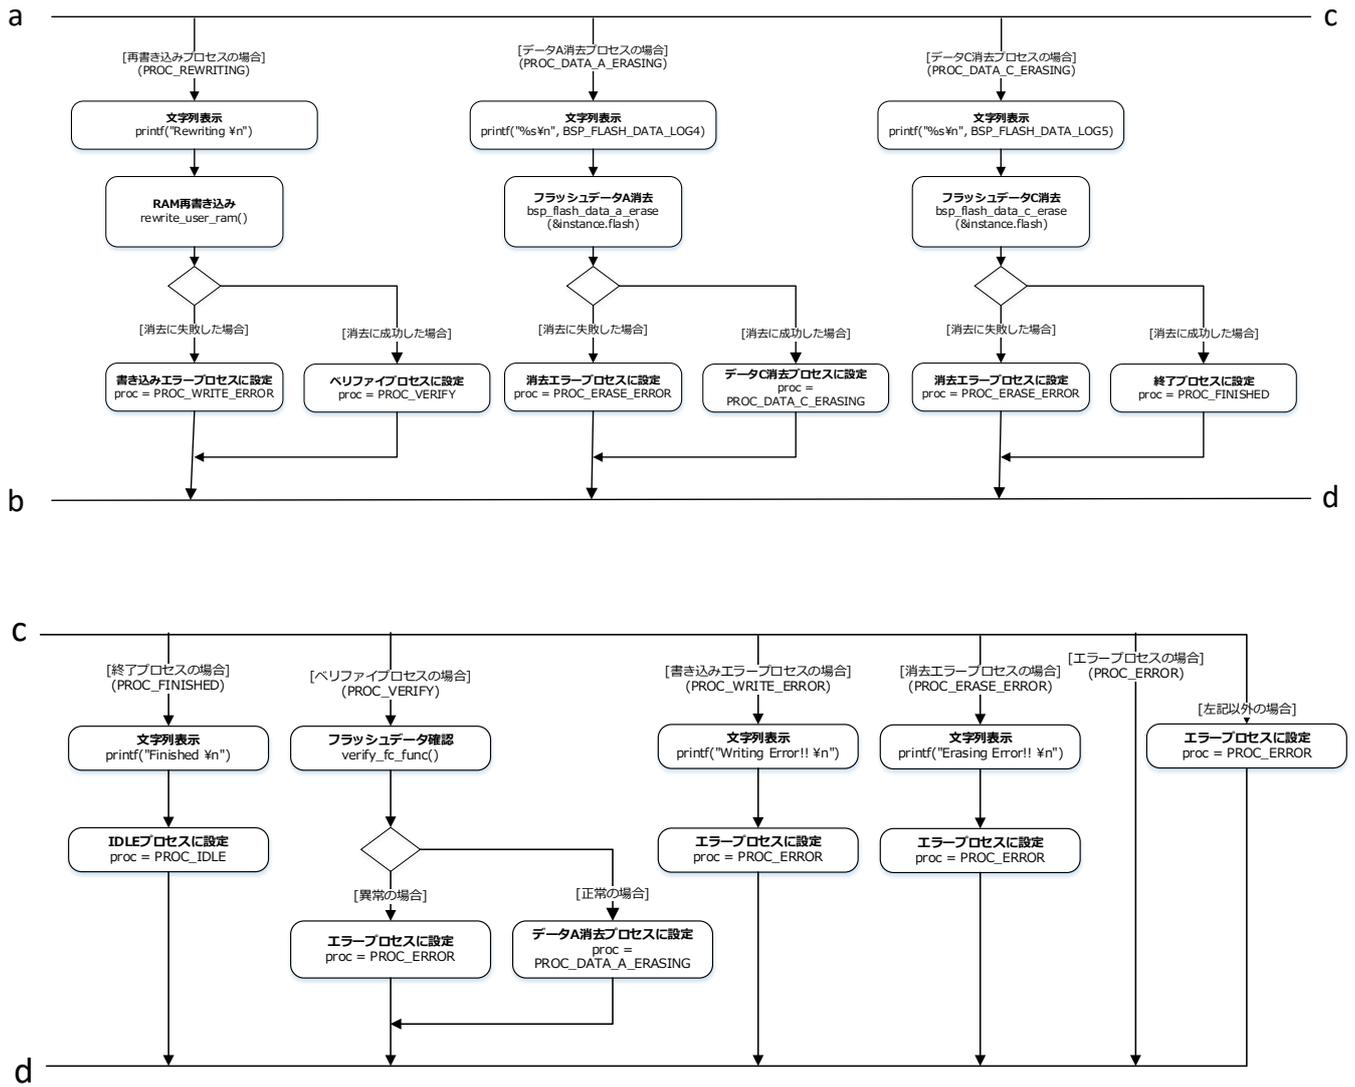 a
c
[再書き込みプロセスの場合]
(PROC_REWRITING)
[データA消去プロセスの場合]
(PROC_DATA_A_ERASING)
[データC消去プロセスの場合]
(PROC_DATA_C_ERASING)
文字列表示
printf("Rewriting ¥n")
文字列表示
printf("%s¥n", BSP_FLASH_DATA_LOG4)
文字列表示
printf("%s¥n", BSP_FLASH_DATA_LOG5)
RAM再書き込み
rewrite_user_ram()
フラッシュデータA消去
bsp_flash_data_a_erase
(&instance.flash)
フラッシュデータC消去
bsp_flash_data_c_erase
(&instance.flash)
[消去に失敗した場合]
[消去に成功した場合]
[消去に失敗した場合]
[消去に成功した場合]
[消去に失敗した場合]
[消去に成功した場合]
書き込みエラープロセスに設定
proc = PROC_WRITE_ERROR
ベリファイプロセスに設定
proc = PROC_VERIFY
消去エラープロセスに設定
proc = PROC_ERASE_ERROR
データC消去プロセスに設定
proc =
PROC_DATA_C_ERASING
消去エラープロセスに設定
proc = PROC_ERASE_ERROR
終了プロセスに設定
proc = PROC_FINISHED
b
d
c
[終了プロセスの場合]
(PROC_FINISHED)
[ベリファイプロセスの場合]
(PROC_VERIFY)
[書き込みエラープロセスの場合]
(PROC_WRITE_ERROR)
[消去エラープロセスの場合]
(PROC_ERASE_ERROR)
[エラープロセスの場合]
(PROC_ERROR)
[左記以外の場合]
文字列表示
printf("Finished ¥n")
フラッシュデータ確認
verify_fc_func()
文字列表示
printf("Writing Error!! ¥n")
文字列表示
printf("Erasing Error!! ¥n")
エラープロセスに設定
proc = PROC_ERROR
IDLEプロセスに設定
proc = PROC_IDLE
エラープロセスに設定
proc = PROC_ERROR
エラープロセスに設定
proc = PROC_ERROR
[異常の場合]
[正常の場合]
エラープロセスに設定
proc = PROC_ERROR
データA消去プロセスに設定
proc =
PROC_DATA_A_ERASING
d